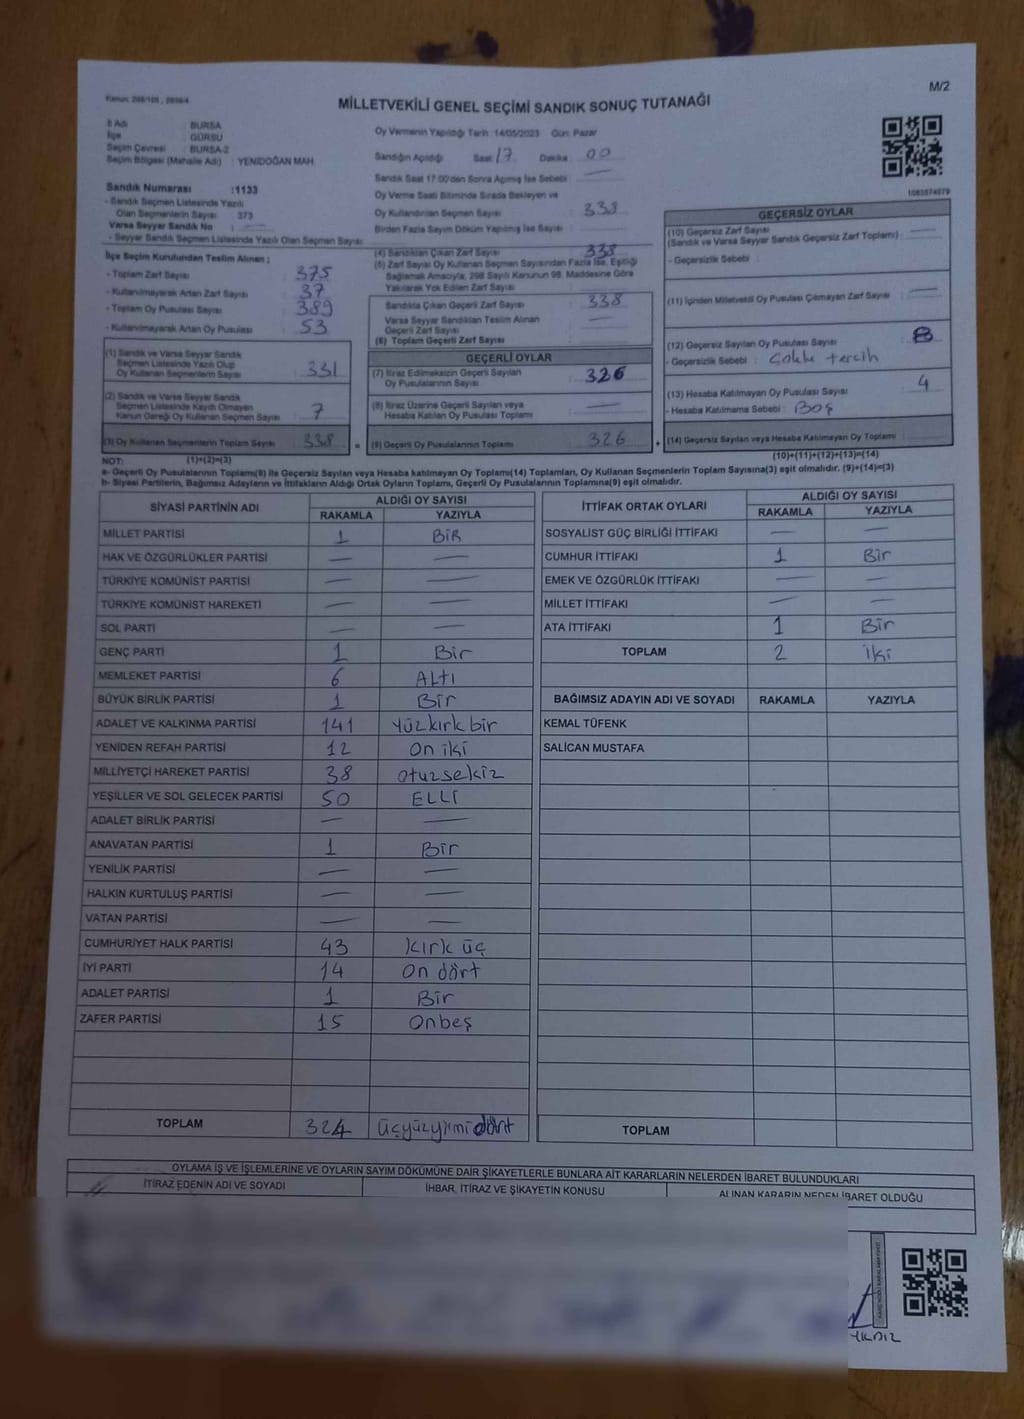 M/2
Kanun: 298/105 , 2839/4
MİLLETVEKİLİ GENEL SEÇİMİ SANDIK SONUÇ TUTANAĞI
İl Adı : BURSA
İlçe : GÜRSU
Seçim Çevresi : BURSA-2
Seçim Bölgesi (Mahalle Adı) : YENİDOĞAN MAH.
Sandık Numarası :1133
- Sandık Seçmen Listesinde Yazılı
Olan Seçmenlerin Sayısı 373
Varsa Seyyar Sandık No : —
- Seyyar Sandık Seçmen Listesinde Yazılı Olan Seçmen Sayısı
Oy Vermenin Yapıldığı Tarih :14/05/2023 Gün: Pazar
Sandığın Açıldığı Saat 17 Dakika 00
Sandık Saat 17:00'den Sonra Açılmış İse Sebebi : —
Oy Verme Saati Bitiminde Sırada Bekleyen ve
Oy Kullandırılan Seçmen Sayısı : 338
Birden Fazla Sayım Döküm Yapılmış İse Sayısı :
1083574079
İlçe Seçim Kurulundan Teslim Alınan ;
- Toplam Zarf Sayısı : 375
- Kullanılmayarak Artan Zarf Sayısı : 37
- Toplam Oy Pusulası Sayısı : 389
- Kullanılmayarak Artan Oy Pusulası : 53
(1) Sandık ve Varsa Seyyar Sandık
Seçmen Listesinde Yazılı Olup
Oy Kullanan Seçmenlerin Sayısı : 331
(2) Sandık ve Varsa Seyyar Sandık
Seçmen Listesinde Kaydı Olmayan
Kanun Gereği Oy Kullanan Seçmen Sayısı : 7
(3) Oy Kullanan Seçmenlerin Toplam Sayısı : 338 =
(4) Sandıktan Çıkan Zarf Sayısı : 338
(5) Zarf Sayısı Oy Kullanan Seçmen Sayısından Fazla İse, Eşitliği
Sağlamak Amacıyla; 298 Sayılı Kanunun 98. Maddesine Göre
Yakılarak Yok Edilen Zarf Sayısı :
Sandıkta Çıkan Geçerli Zarf Sayısı : 338
Varsa Seyyar Sandıktan Teslim Alınan
Geçerli Zarf Sayısı : —
(6) Toplam Geçerli Zarf Sayısı :
GEÇERLİ OYLAR
(7) İtiraz Edilmeksizin Geçerli Sayılan
Oy Pusulalarının Sayısı : 326
(8) İtiraz Üzerine Geçerli Sayılan veya
Hesaba Katılan Oy Pusulası Toplamı : —
(9) Geçerli Oy Pusulalarının Toplamı : 326 +
GEÇERSİZ OYLAR
(10) Geçersiz Zarf Sayısı : —
(Sandık ve Varsa Seyyar Sandık Geçersiz Zarf Toplamı)
- Geçersizlik Sebebi :
(11) İçinden Milletvekili Oy Pusulası Çıkmayan Zarf Sayısı : —
(12) Geçersiz Sayılan Oy Pusulası Sayısı : 8
- Geçersizlik Sebebi : Çoklu tercih
(13) Hesaba Katılmayan Oy Pusulası Sayısı : 4
- Hesaba Katılmama Sebebi : Boş
(14) Geçersiz Sayılan veya Hesaba Katılmayan Oy Toplamı :
NOT: (1)+(2)=(3)
(10)+(11)+(12)+(13)=(14)
a- Geçerli Oy Pusulalarının Toplamı(9) ile Geçersiz Sayılan veya Hesaba katılmayan Oy Toplamı(14) Toplamları, Oy Kullanan Seçmenlerin Toplam Sayısına(3) eşit olmalıdır. (9)+(14)=(3)
b- Siyasi Partilerin, Bağımsız Adayların ve İttifakların Aldığı Oyların Toplamı, Geçerli Oy Pusulalarının Toplamına(9) eşit olmalıdır.
SİYASİ PARTİNİN ADI ALDIĞI OY SAYISI
RAKAMLA YAZIYLA
MİLLET PARTİSİ 1 BİR
HAK VE ÖZGÜRLÜKLER PARTİSİ — —
TÜRKİYE KOMÜNİST PARTİSİ — —
TÜRKİYE KOMÜNİST HAREKETİ — —
SOL PARTİ — —
GENÇ PARTİ 1 Bir
MEMLEKET PARTİSİ 6 ALTI
BÜYÜK BİRLİK PARTİSİ 1 Bir
ADALET VE KALKINMA PARTİSİ 141 Yüzkırk bir
YENİDEN REFAH PARTİSİ 12 on iki
MİLLİYETÇİ HAREKET PARTİSİ 38 otuzsekiz
YEŞİLLER VE SOL GELECEK PARTİSİ 50 ELLİ
ADALET BİRLİK PARTİSİ — —
ANAVATAN PARTİSİ 1 Bir
YENİLİK PARTİSİ — —
HALKIN KURTULUŞ PARTİSİ — —
VATAN PARTİSİ — —
CUMHURİYET HALK PARTİSİ 43 kırk üç
İYİ PARTİ 14 on dört
ADALET PARTİSİ 1 Bir
ZAFER PARTİSİ 15 Onbeş
TOPLAM 324 üçyüzyirmidört
İTTİFAK ORTAK OYLARI ALDIĞI OY SAYISI
RAKAMLA YAZIYLA
SOSYALİST GÜÇ BİRLİĞİ İTTİFAKI — —
CUMHUR İTTİFAKI 1 Bir
EMEK VE ÖZGÜRLÜK İTTİFAKI — —
MİLLET İTTİFAKI — —
ATA İTTİFAKI 1 Bir
TOPLAM 2 iki
BAĞIMSIZ ADAYIN ADI VE SOYADI RAKAMLA YAZIYLA
KEMAL TÜFENK
SALİCAN MUSTAFA
TOPLAM
OYLAMA İŞ VE İŞLEMLERİNE VE OYLARIN SAYIM DÖKÜMÜNE DAİR ŞİKAYETLERLE BUNLARA AİT KARARLARIN NELERDEN İBARET BULUNDUKLARI
İTİRAZ EDENİN ADI VE SOYADI İHBAR, İTİRAZ VE ŞİKAYETİN KONUSU ALINAN KARARIN NEDEN İBARET OLDUĞU
YILDIZ